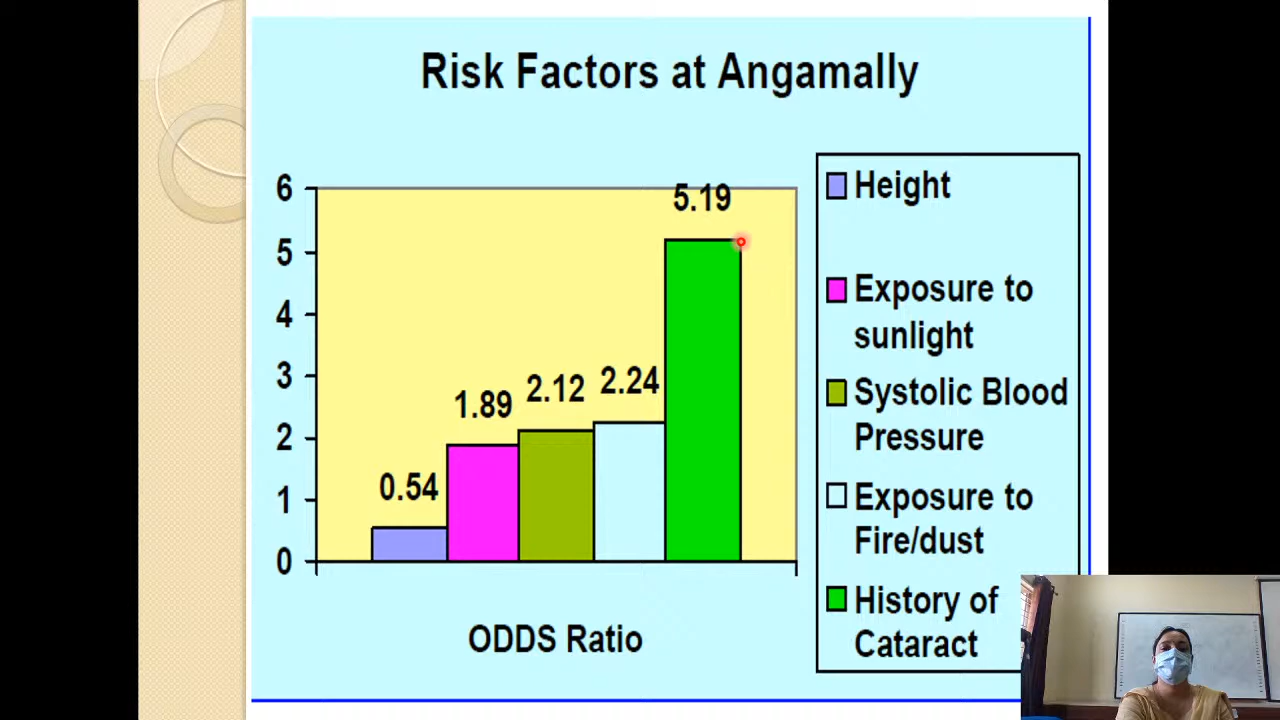 Risk Factors at Angamally
6
5
4
3
2
1
0
0.54
1.89
2.12
2.24
5.19
ODDS Ratio
Height
Exposure to
sunlight
Systolic Blood
Pressure
Exposure to
Fire/dust
History of
Cataract